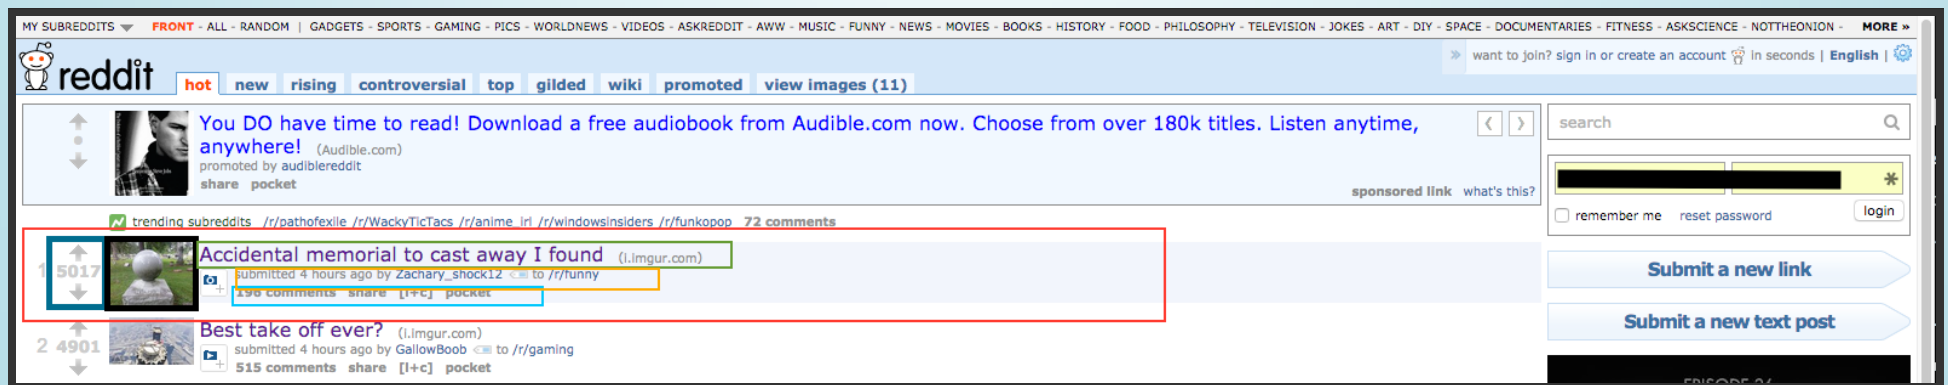 MY SUBREDDITS FRONT - ALL - RANDOM | GADGETS - SPORTS - GAMING - PICS - WORLDNEWS - VIDEOS - ASKREDDIT - AWW - MUSIC - FUNNY - NEWS - MOVIES - BOOKS - HISTORY - FOOD - PHILOSOPHY - TELEVISION - JOKES - ART - DIY - SPACE - DOCUMENTARIES - FITNESS - ASKSCIENCE - NOTTHEONION - MORE »
» want to join? sign in or create an account in seconds | English |
reddit hot new rising controversial top gilded wiki promoted view images (11)
You DO have time to read! Download a free audiobook from Audible.com now. Choose from over 180k titles. Listen anytime,
anywhere! (Audible.com)
promoted by audiblereddit
share pocket
sponsored link what's this?
search
remember me reset password login
trending subreddits /r/pathofexile /r/WackyTicTacs /r/anime_irl /r/windowsinsiders /r/funkopop 72 comments
1 5017
Accidental memorial to cast away I found (i.imgur.com)
submitted 4 hours ago by Zachary_shock12 to /r/funny
196 comments share [l+c] pocket
2 4901
Best take off ever? (i.imgur.com)
submitted 4 hours ago by GallowBoob to /r/gaming
515 comments share [l+c] pocket
Submit a new link
Submit a new text post